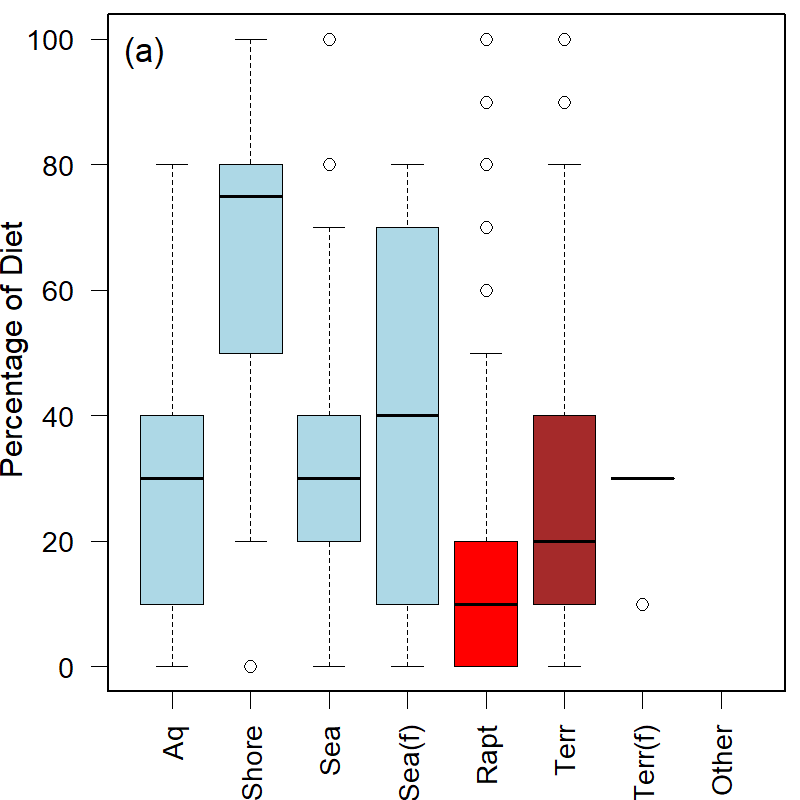 (a)
Percentage of Diet
100
80
60
40
20
0
Aq
Shore
Sea
Sea(f)
Rapt
Terr
Terr(f)
Other